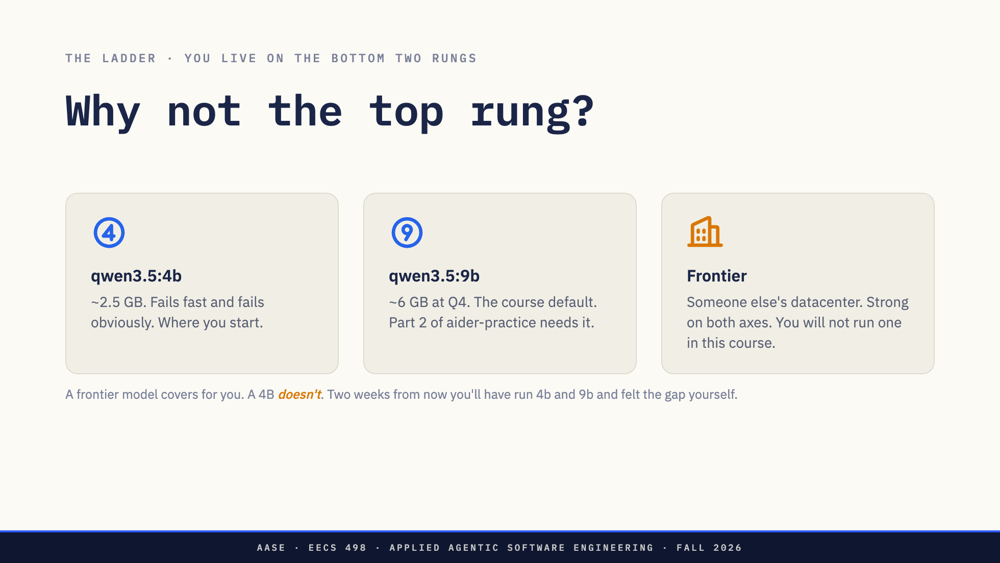 THE LADDER · YOU LIVE ON THE BOTTOM TWO RUNGS
Why not the top rung?
4
qwen3.5:4b
~2.5 GB. Fails fast and fails
obviously. Where you start.
9
qwen3.5:9b
~6 GB at Q4. The course default.
Part 2 of aider-practice needs it.
Frontier
Someone else's datacenter. Strong
on both axes. You will not run one
in this course.
A frontier model covers for you. A 4B doesn't. Two weeks from now you'll have run 4b and 9b and felt the gap yourself.
AASE · EECS 498 · APPLIED AGENTIC SOFTWARE ENGINEERING · FALL 2026